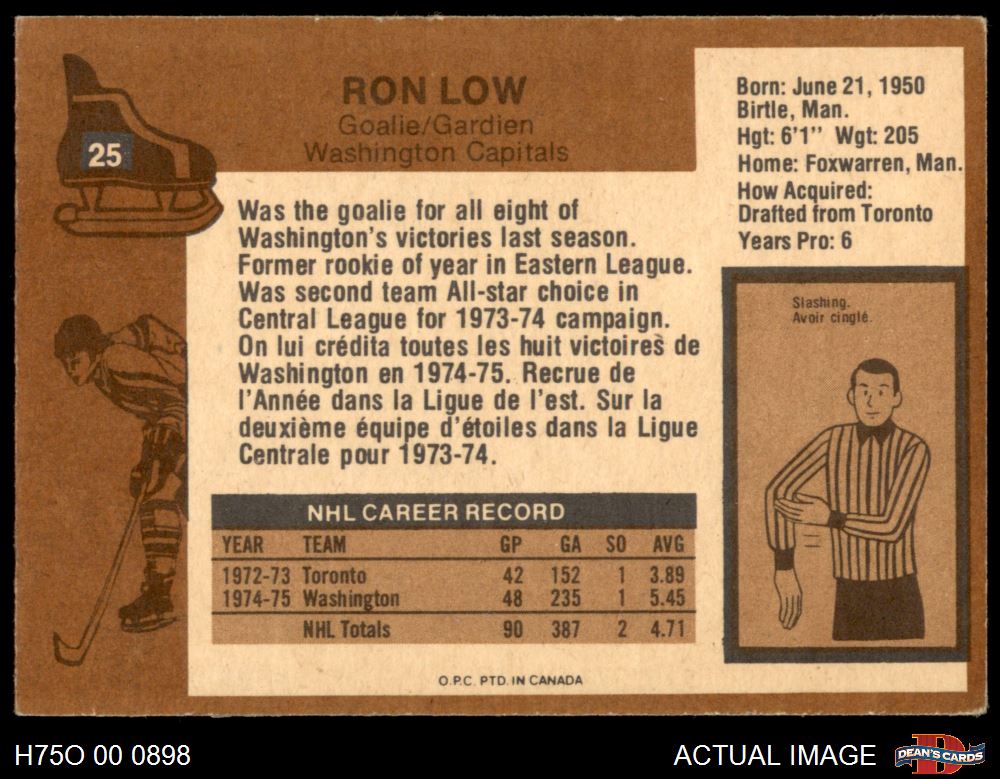 RON LOW
Goalie/Gardien
Washington Capitals
25
Born: June 21, 1950
Birtle, Man.
Hgt: 6'1" Wgt: 205
Home: Foxwarren, Man.
How Acquired:
Drafted from Toronto
Years Pro: 6
Was the goalie for all eight of
Washington's victories last season.
Former rookie of year in Eastern League.
Was second team All-star choice in
Central League for 1973-74 campaign.
On lui crédita toutes les huit victoires de
Washington en 1974-75. Recrue de
l'Année dans la Ligue de l'est. Sur la
deuxième équipe d'étoiles dans la Ligue
Centrale pour 1973-74.
Slashing.
Avoir cinglé.
NHL CAREER RECORD
YEAR TEAM GP GA SO AVG
1972-73 Toronto 42 152 1 3.89
1974-75 Washington 48 235 1 5.45
NHL Totals 90 387 2 4.71
O.P.C. PTD. IN CANADA
H75O 00 0898
ACTUAL IMAGE
DEAN'S CARDS